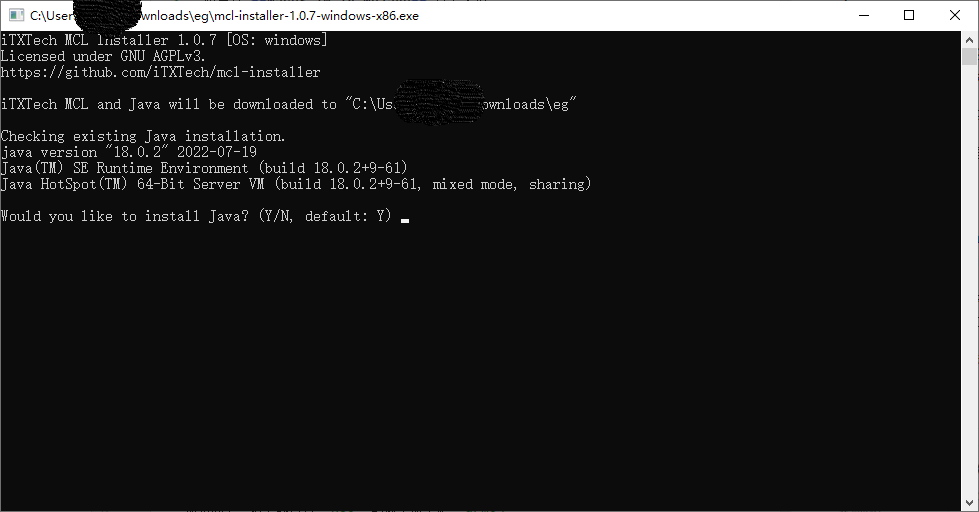 C:\Users ownloads\eg\mcl-installer-1.0.7-windows-x86.exe
iTXTech MCL Installer 1.0.7 [OS: windows]
Licensed under GNU AGPLv3.
https://github.com/iTXTech/mcl-installer
iTXTech MCL and Java will be downloaded to "C:\Us ownloads\eg"
Checking existing Java installation.
java version "18.0.2" 2022-07-19
Java(TM) SE Runtime Environment (build 18.0.2+9-61)
Java HotSpot(TM) 64-Bit Server VM (build 18.0.2+9-61, mixed mode, sharing)
Would you like to install Java? (Y/N, default: Y)